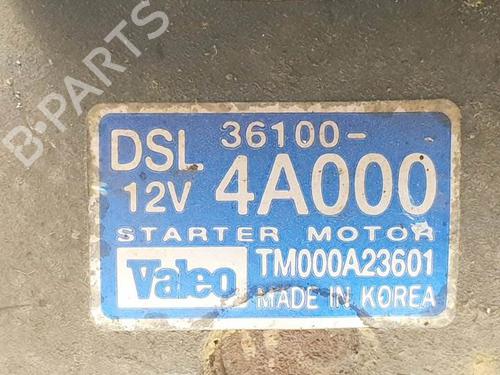 DSL 36100-
12V 4A000
STARTER MOTOR
Valeo TM000A23601
MADE IN KOREA
B-PARTS